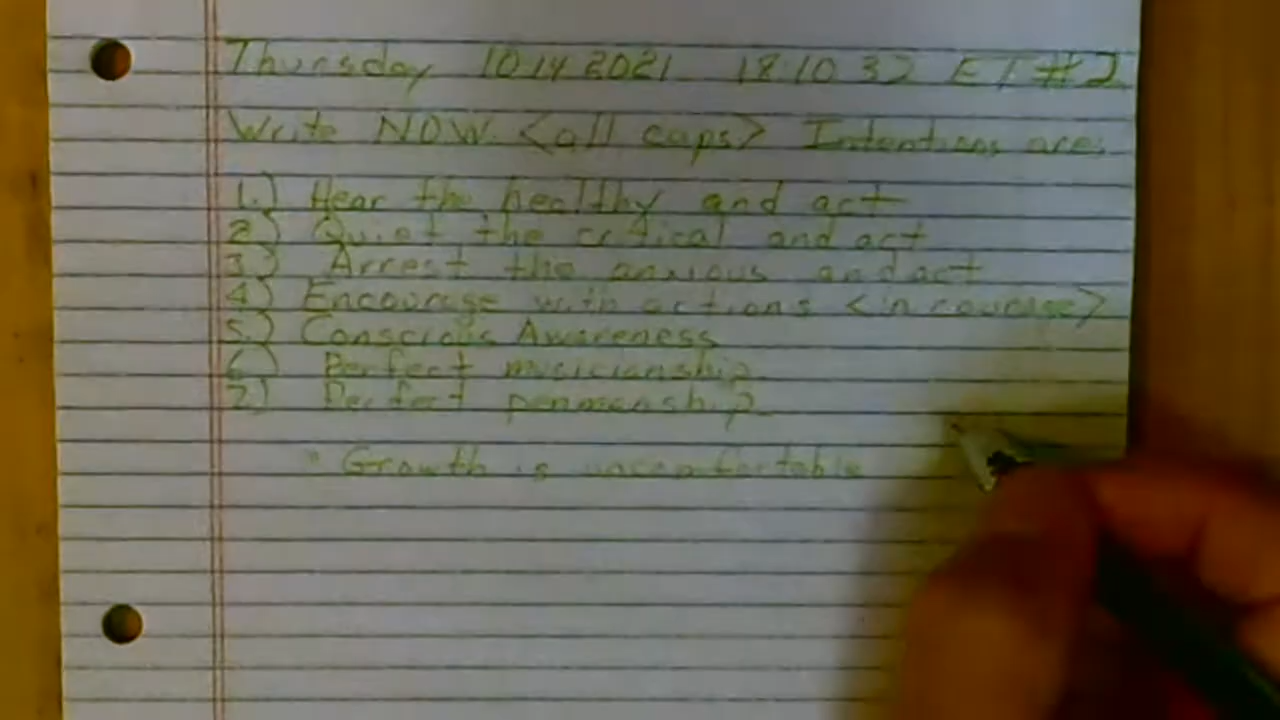 Thursday 10.14.2021 18:10:32 ET #2
Write NOW <all caps> Intentions are:
1.) Hear the healthy and act
2.) Quiet the critical and act
3.) Arrest the anxious and act
4.) Encourage with actions <in courage>
5.) Conscious Awareness
6.) Perfect musicianship
7.) Perfect penmanship
* Growth is uncomfortable